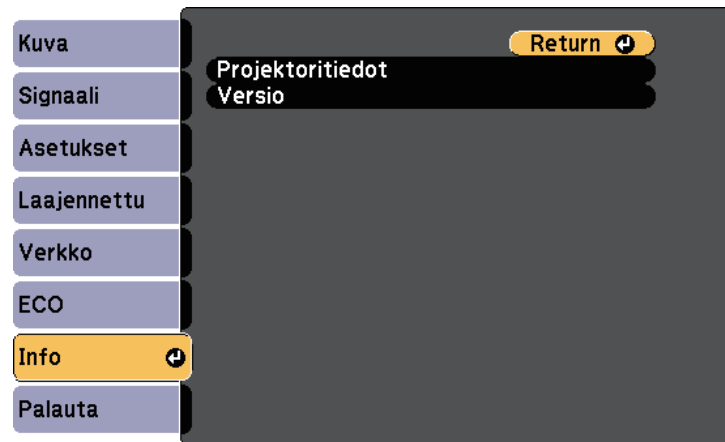 Kuva
Signaali
Asetukset
Laajennettu
Verkko
ECO
Info
Palauta
Return
Projektoritiedot
Versio